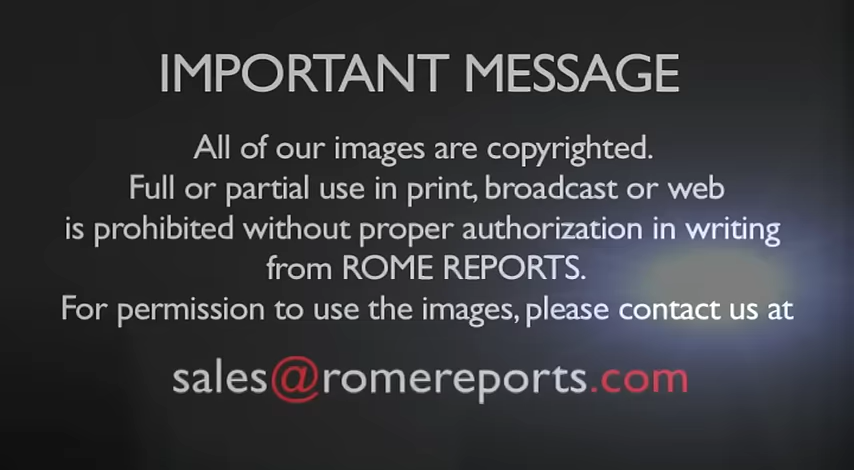 IMPORTANT MESSAGE
All of our images are copyrighted.
Full or partial use in print, broadcast or web
is prohibited without proper authorization in writing
from ROME REPORTS.
For permission to use the images, please contact us at
sales@romereports.com